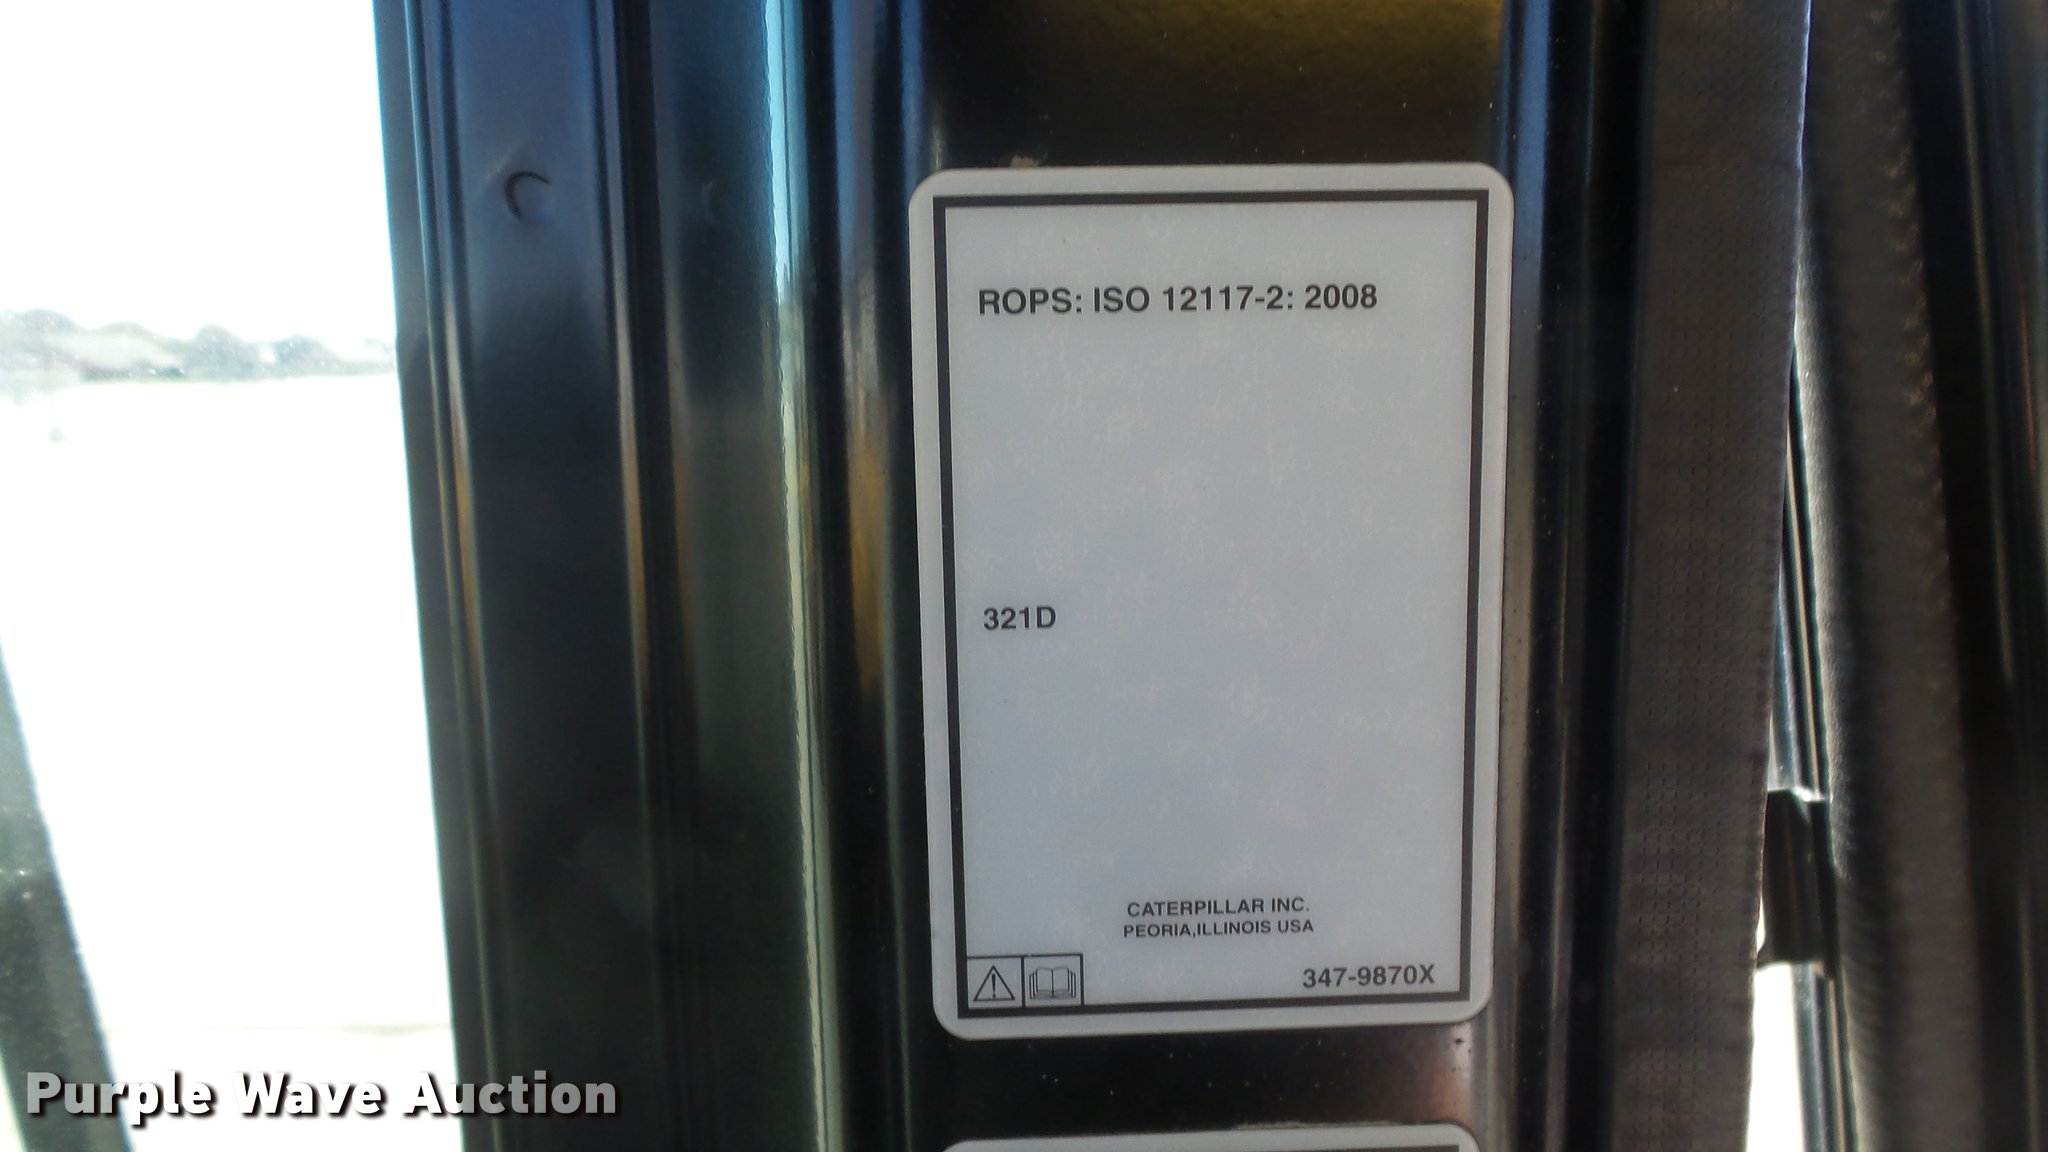 ROPS: ISO 12117-2: 2008
321D
CATERPILLAR INC.
PEORIA,ILLINOIS USA
347-9870X
Purple Wave Auction